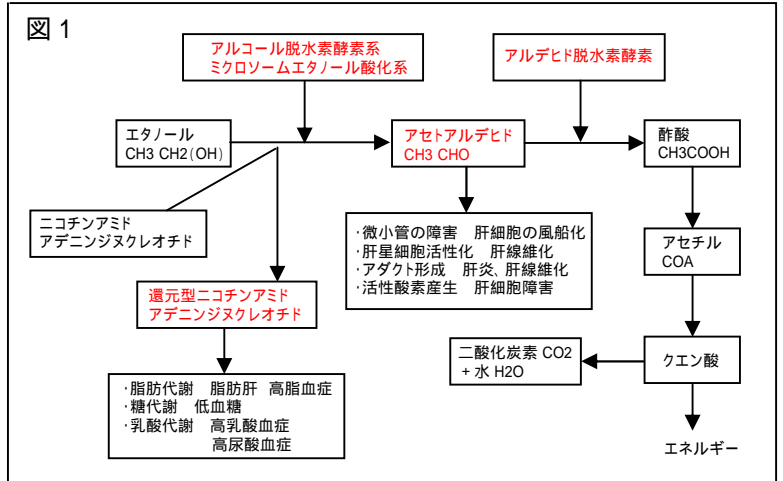 図1
アルコール脱水素酵素系
ミクロソームエタノール酸化系
アルデヒド脱水素酵素
エタノール
CH3 CH2(OH)
アセトアルデヒド
CH3 CHO
酢酸
CH3COOH
ニコチンアミド
アデニンジヌクレオチド
・微小管の障害 肝細胞の風船化
・肝星細胞活性化 肝線維化
・アダクト形成 肝炎、肝線維化
・活性酸素産生 肝細胞障害
アセチル
COA
還元型ニコチンアミド
アデニンジヌクレオチド
二酸化炭素 CO2
+ 水 H2O
クエン酸
・脂肪代謝 脂肪肝 高脂血症
・糖代謝 低血糖
・乳酸代謝 高乳酸血症
高尿酸血症
エネルギー